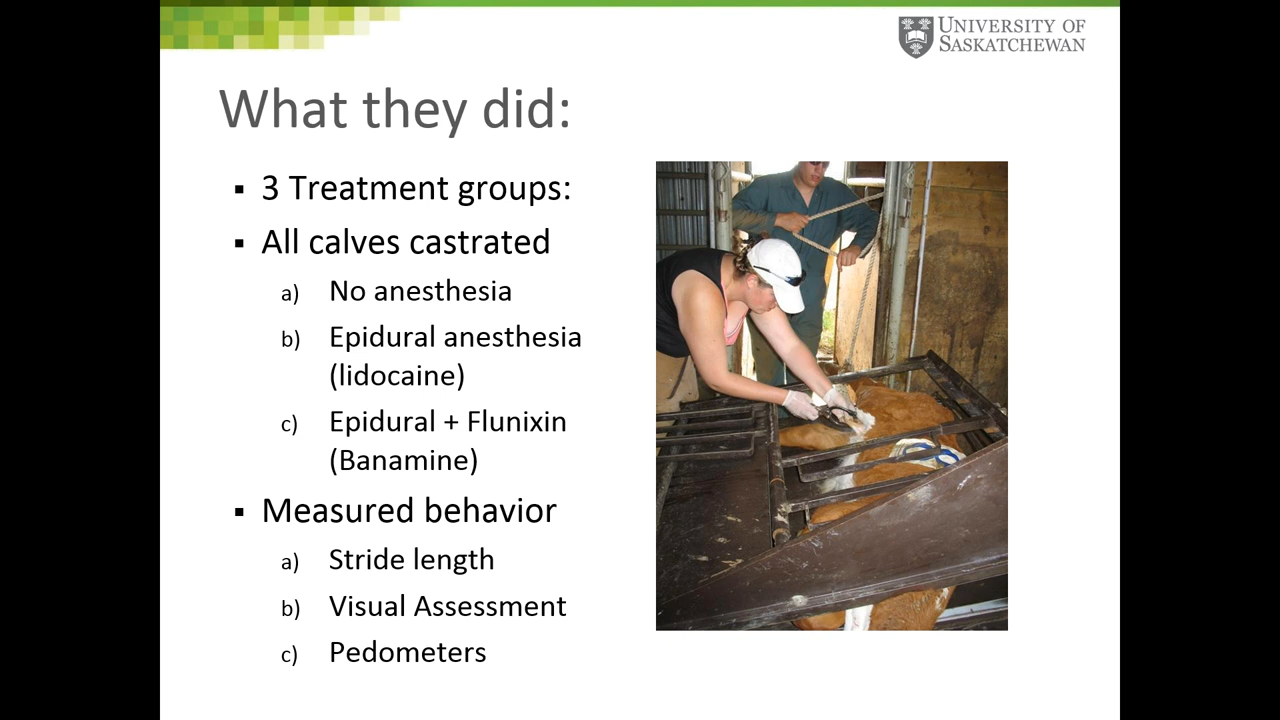 UNIVERSITY OF
SASKATCHEWAN
What they did:
▪ 3 Treatment groups:
▪ All calves castrated
a) No anesthesia
b) Epidural anesthesia
(lidocaine)
c) Epidural + Flunixin
(Banamine)
▪ Measured behavior
a) Stride length
b) Visual Assessment
c) Pedometers